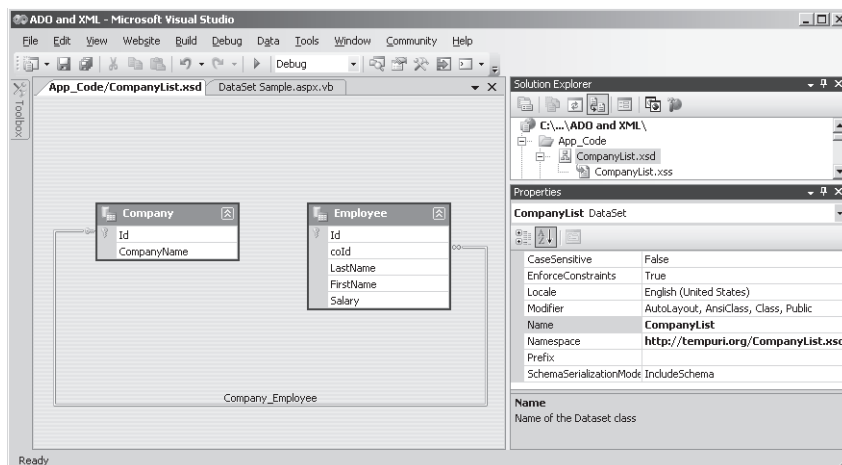 ADO and XML - Microsoft Visual Studio
File Edit View Website Build Debug Data Tools Window Community Help
Debug
Toolbox
App_Code/CompanyList.xsd DataSet Sample.aspx.vb
Company
Id
CompanyName
Employee
Id
coId
LastName
FirstName
Salary
Company_Employee
Solution Explorer
C:\...\ADO and XML\
App_Code
CompanyList.xsd
CompanyList.xss
Properties
CompanyList DataSet
CaseSensitive False
EnforceConstraints True
Locale English (United States)
Modifier AutoLayout, AnsiClass, Class, Public
Name CompanyList
Namespace http://tempuri.org/CompanyList.xsd
Prefix
SchemaSerializationMode IncludeSchema
Name
Name of the Dataset class
Ready